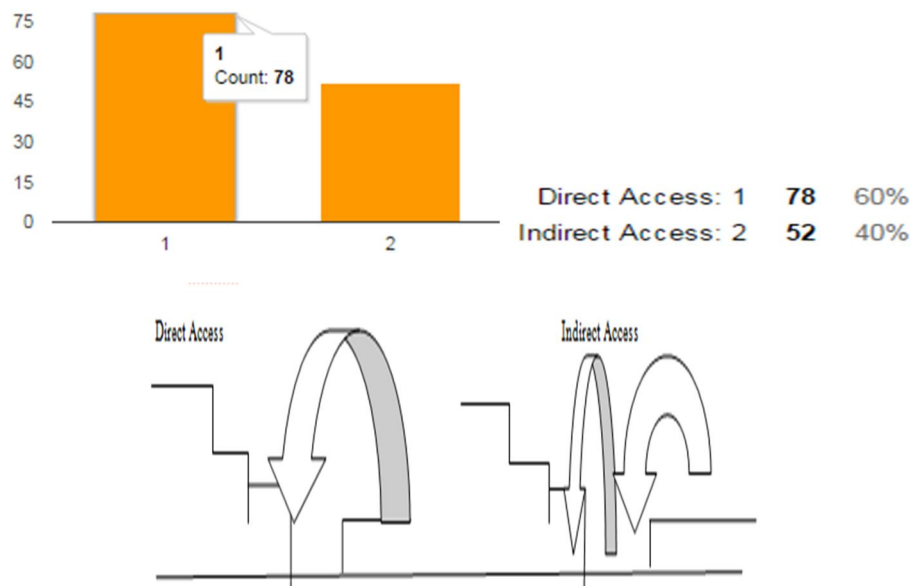 75
60
45
30
15
0
1
Count: 78
1
2
Direct Access: 1 78 60%
Indirect Access: 2 52 40%
Direct Access
Indirect Access